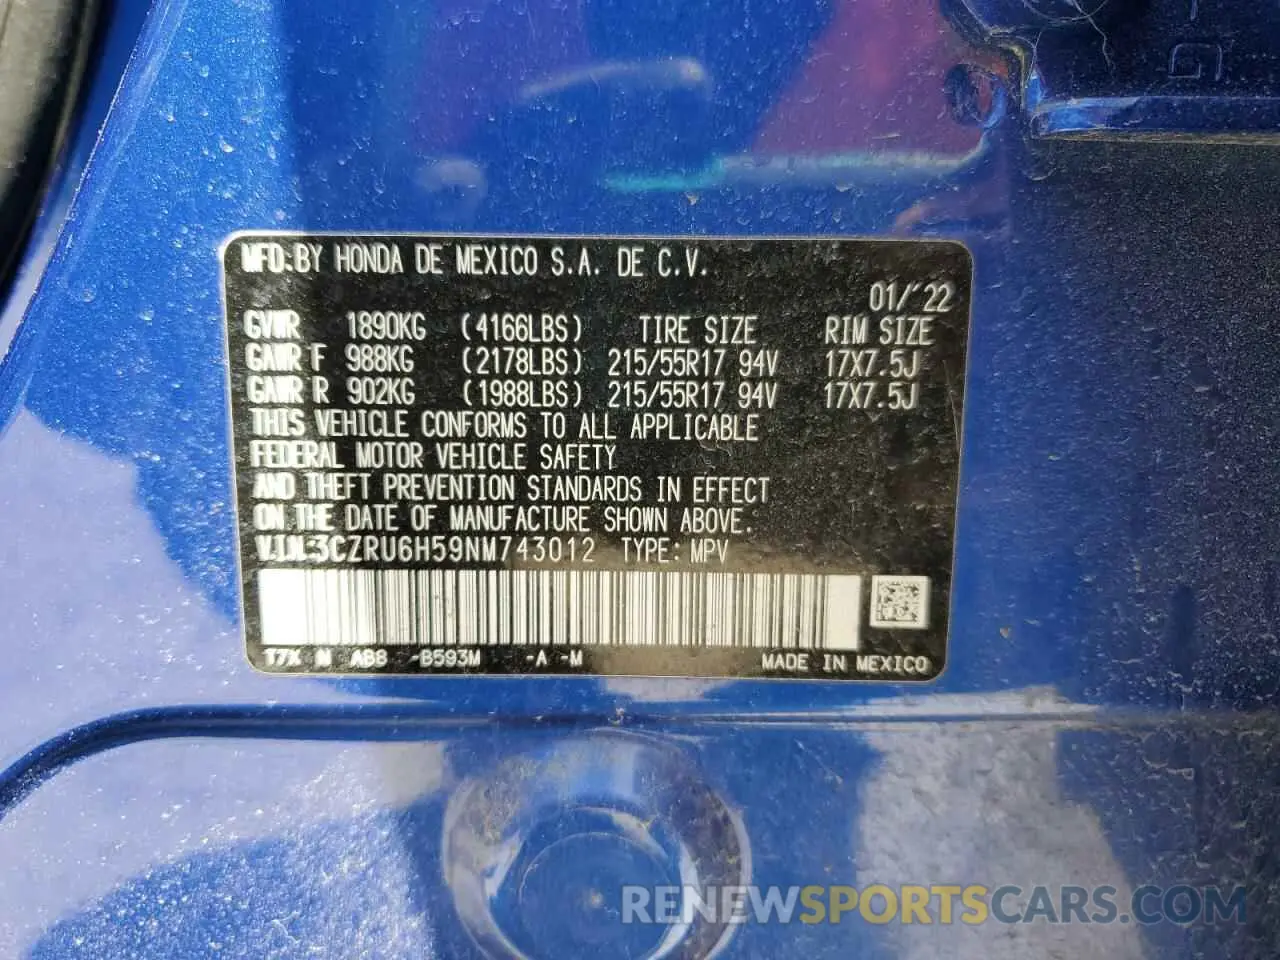 MFD.BY HONDA DE MEXICO S.A. DE C.V.
01/'22
GVWR 1890KG (4166LBS) TIRE SIZE RIM SIZE
GAWR F 988KG (2178LBS) 215/55R17 94V 17X7.5J
GAWR R 902KG (1988LBS) 215/55R17 94V 17X7.5J
THIS VEHICLE CONFORMS TO ALL APPLICABLE
FEDERAL MOTOR VEHICLE SAFETY
AND THEFT PREVENTION STANDARDS IN EFFECT
ON THE DATE OF MANUFACTURE SHOWN ABOVE.
V.I.N:3CZRU6H59NM743012 TYPE: MPV
T7X N AB8 -B593M -A -M MADE IN MEXICO
RENEWSPORTSCARS.COM